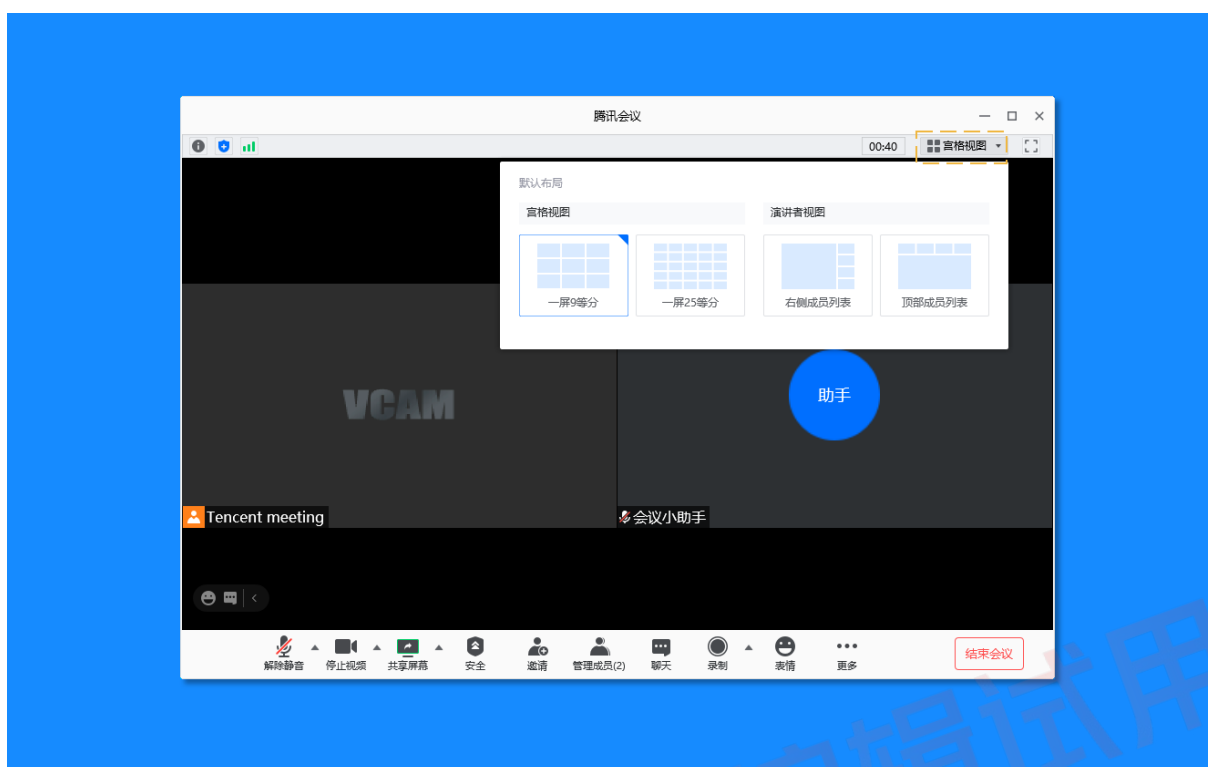 腾讯会议
00:40
宫格视图
默认布局
宫格视图
演讲者视图
一屏9等分
一屏25等分
右侧成员列表
顶部成员列表
VCAM
助手
Tencent meeting
会议小助手
解除静音
停止视频
共享屏幕
安全
邀请
管理成员(2)
聊天
录制
表情
更多
结束会议
辑试用